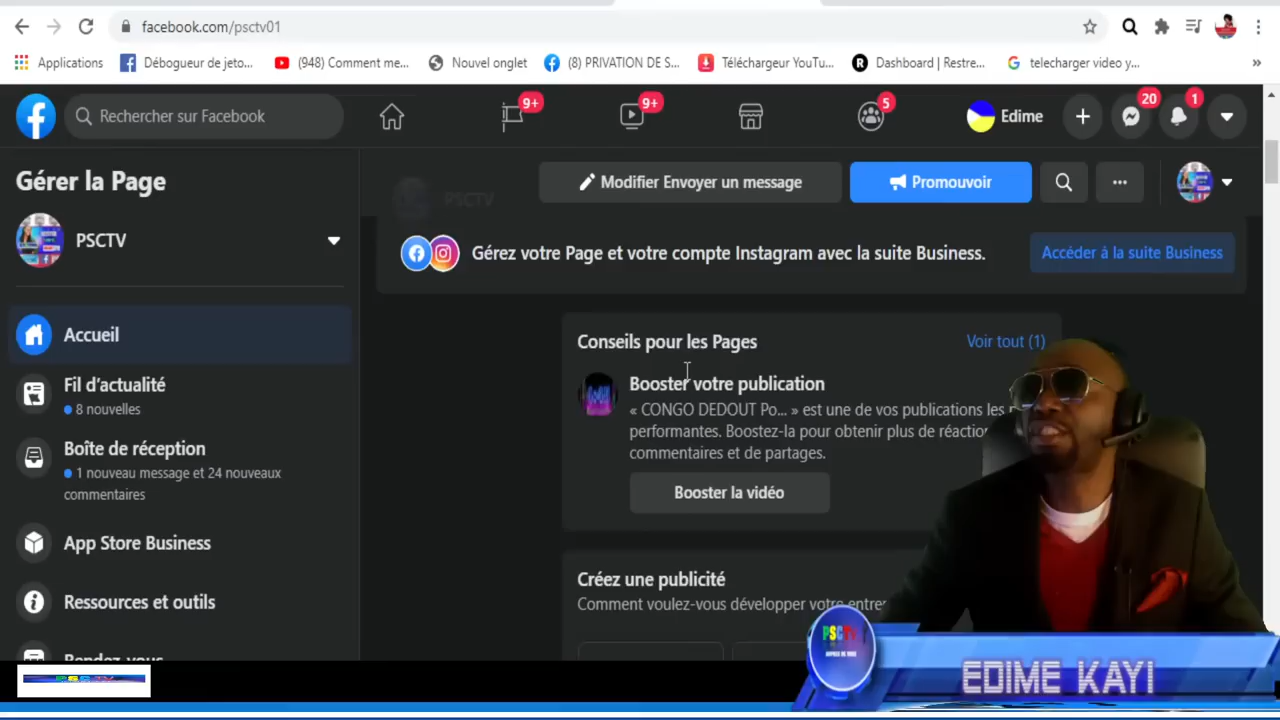 facebook.com/psctv01
Applications
Débogueur de jeto...
(948) Comment me...
Nouvel onglet
(8) PRIVATION DE S...
Téléchargeur YouTu...
Dashboard | Restre...
telecharger video y...
»
Rechercher sur Facebook
9+
9+
5
Edime
20
1
Gérer la Page
PSCTV
Modifier Envoyer un message
Promouvoir
PSCTV
Gérez votre Page et votre compte Instagram avec la suite Business.
Accéder à la suite Business
Accueil
Fil d'actualité
8 nouvelles
Boîte de réception
1 nouveau message et 24 nouveaux
commentaires
App Store Business
Ressources et outils
Rendez-vous
Conseils pour les Pages
Voir tout (1)
Booster votre publication
« CONGO DEDOUT Po... » est une de vos publications les
performantes. Boostez-la pour obtenir plus de
commentaires et de partages.
Booster la vidéo
Créez une publicité
Comment voulez-vous développer votre
PSCTV
EDIME KAYI